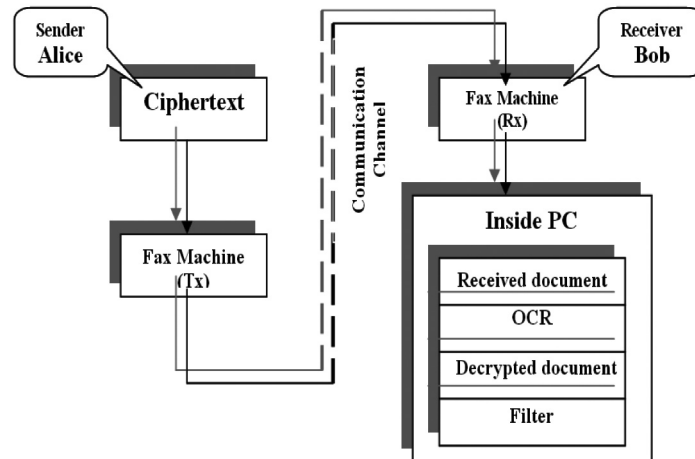 Sender
Alice
Ciphertext
Fax Machine
(Tx)
Communication
Channel
Receiver
Bob
Fax Machine
(Rx)
Inside PC
Received document
OCR
Decrypted document
Filter